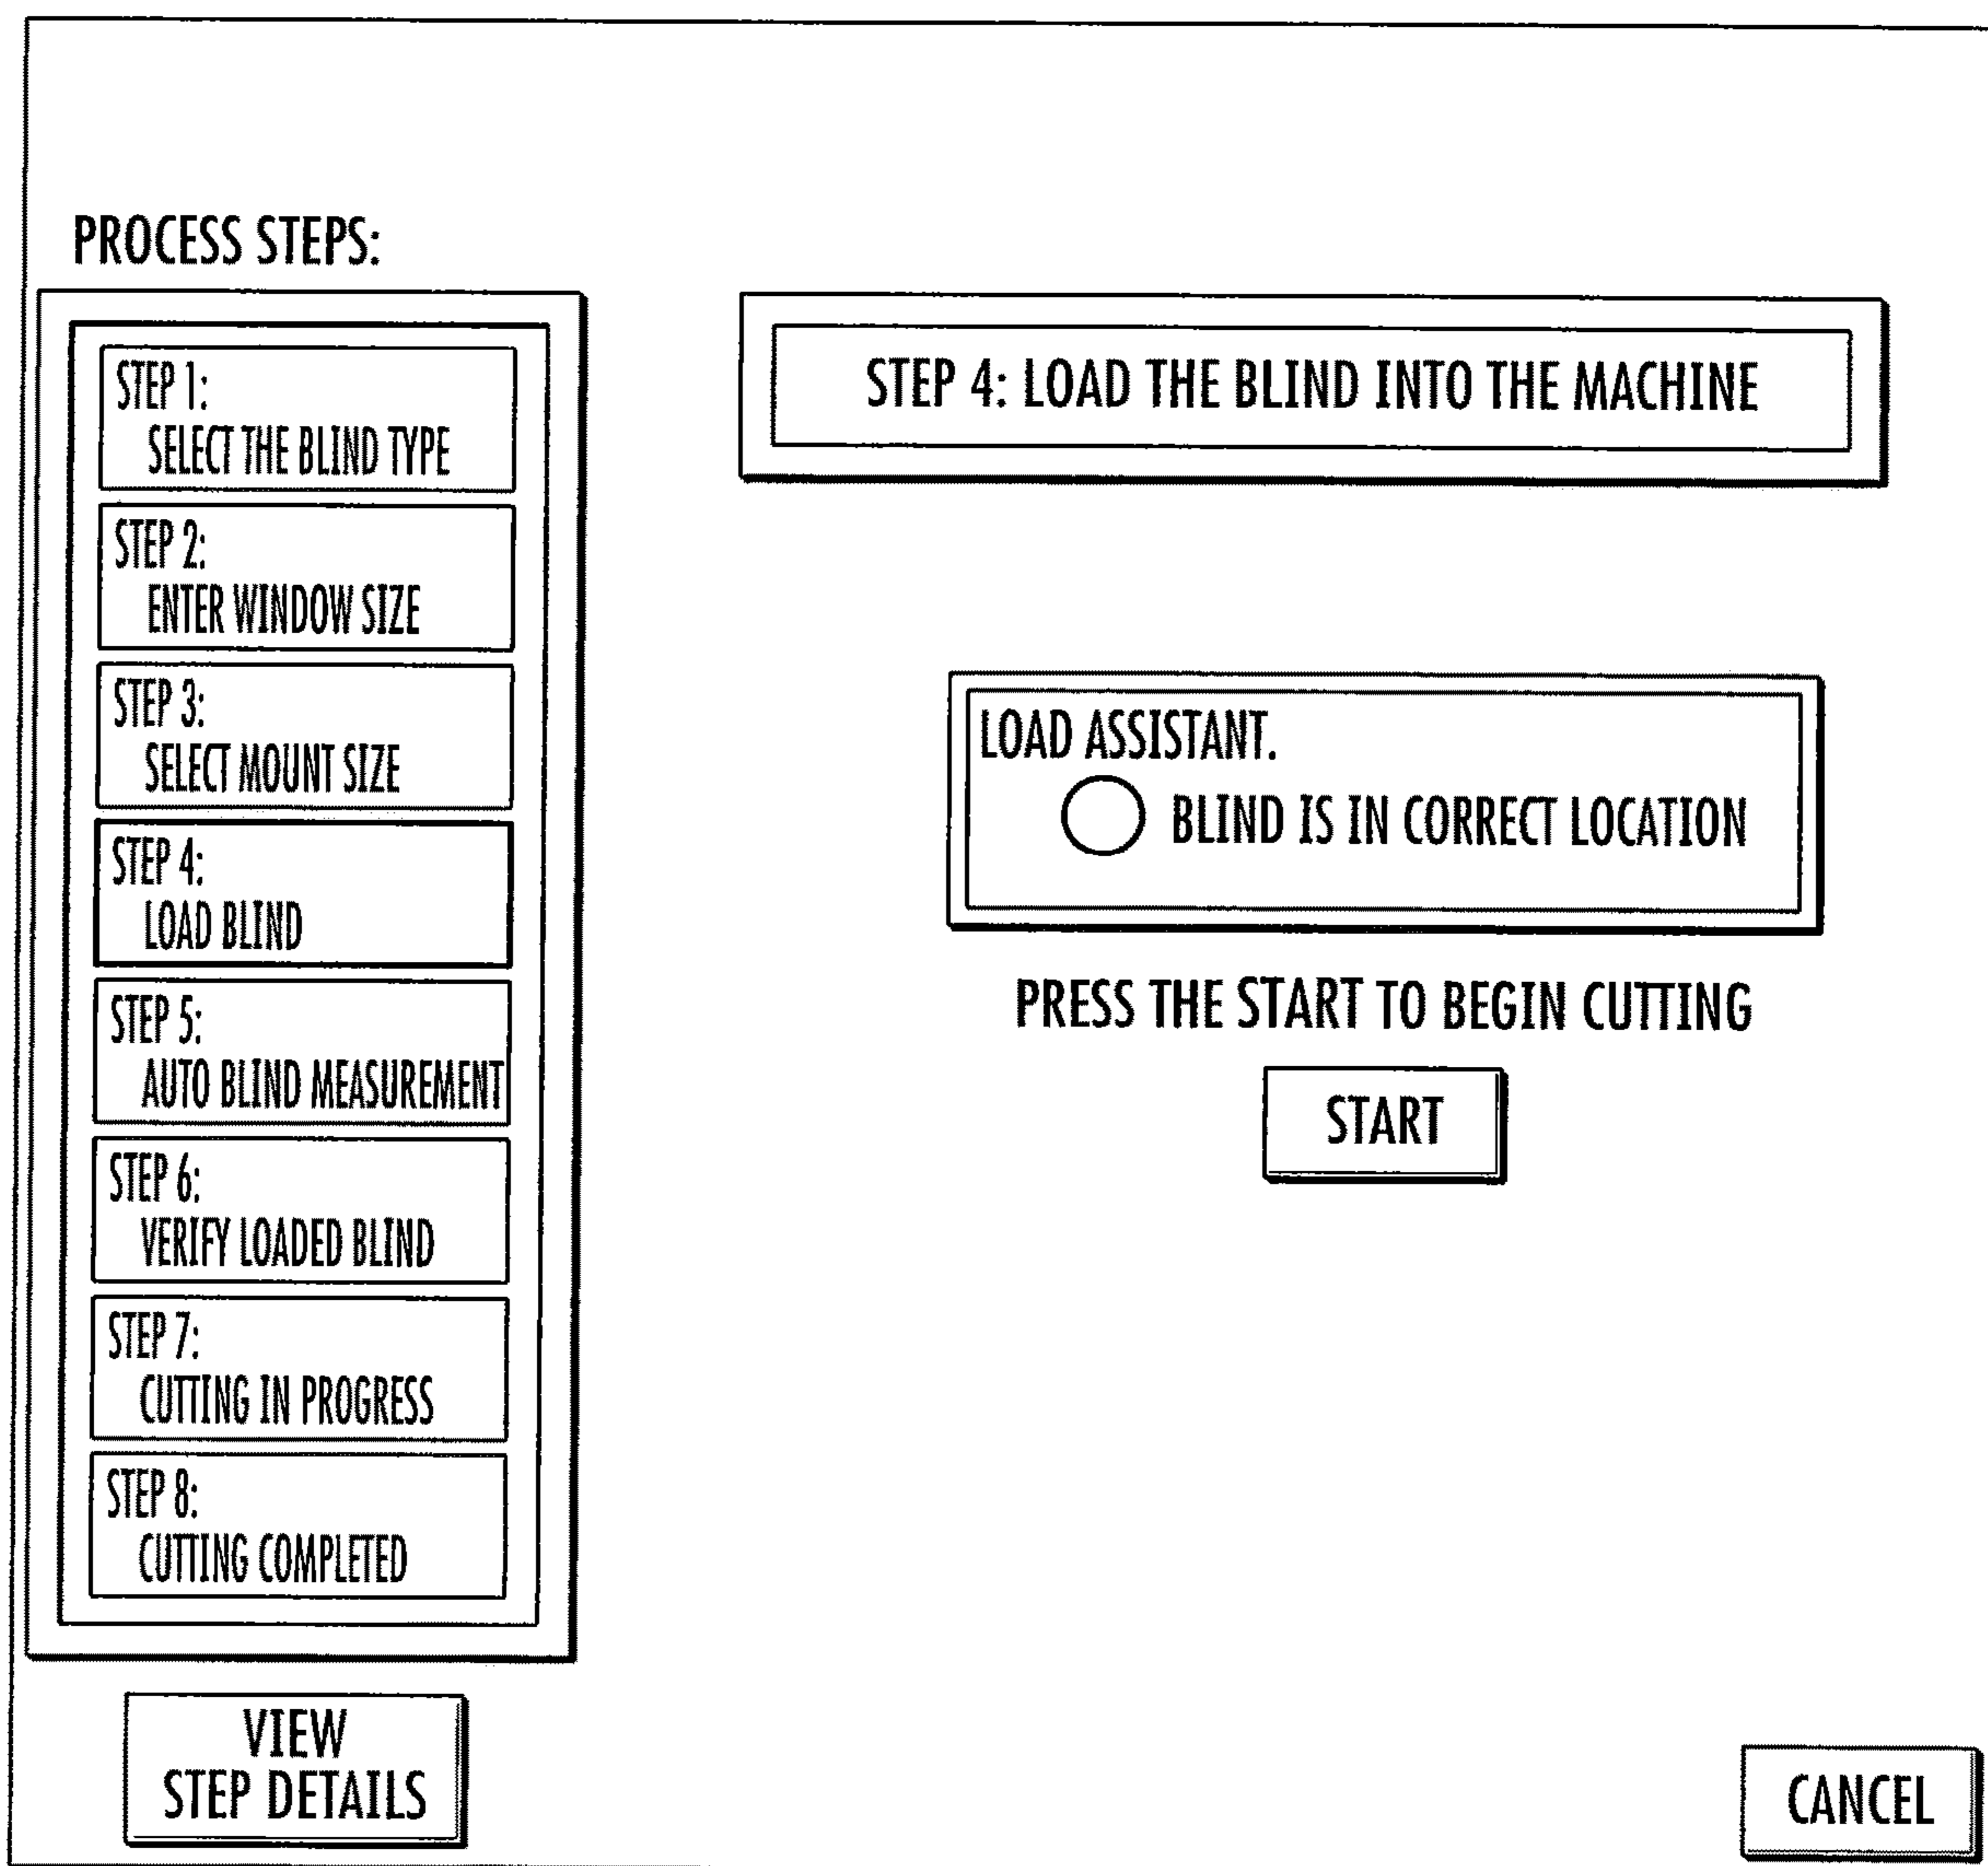 PROCESS STEPS:
STEP 1:
SELECT THE BLIND TYPE
STEP 2:
ENTER WINDOW SIZE
STEP 3:
SELECT MOUNT SIZE
STEP 4:
LOAD BLIND
STEP 5:
AUTO BLIND MEASUREMENT
STEP 6:
VERIFY LOADED BLIND
STEP 7:
CUTTING IN PROGRESS
STEP 8:
CUTTING COMPLETED
VIEW
STEP DETAILS
STEP 4: LOAD THE BLIND INTO THE MACHINE
LOAD ASSISTANT.
BLIND IS IN CORRECT LOCATION
PRESS THE START TO BEGIN CUTTING
START
CANCEL